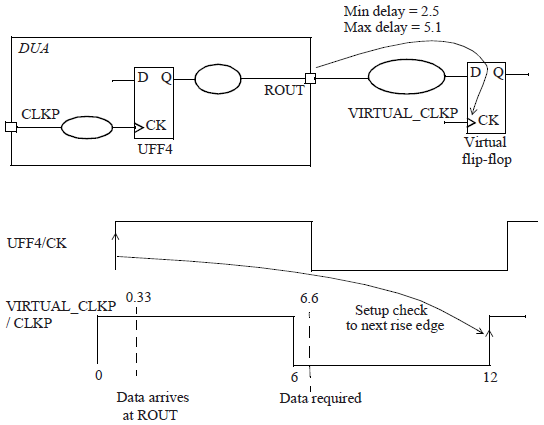 Min delay = 2.5
Max delay = 5.1
DUA
D Q
ROUT
D Q
CLKP
CK
UFF4
VIRTUAL_CLKP
CK
Virtual
flip-flop
UFF4/CK
VIRTUAL_CLKP
/ CLKP
0.33
6.6
Setup check
to next rise edge
0
6
12
Data arrives
at ROUT
Data required